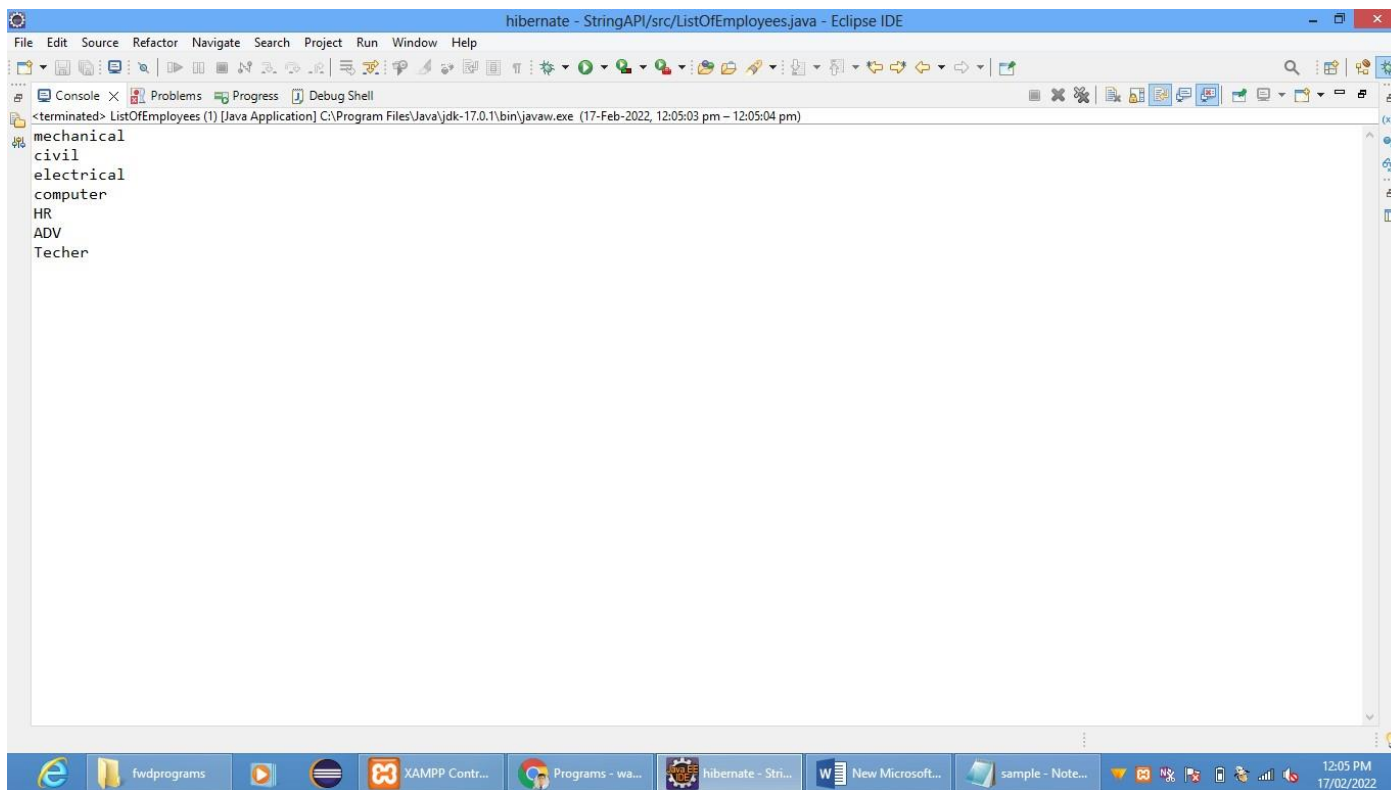 hibernate - StringAPI/src/ListOfEmployees.java - Eclipse IDE
File Edit Source Refactor Navigate Search Project Run Window Help
Console Problems Progress Debug Shell
<terminated> ListOfEmployees (1) [Java Application] C:\Program Files\Java\jdk-17.0.1\bin\javaw.exe (17-Feb-2022, 12:05:03 pm – 12:05:04 pm)
mechanical
civil
electrical
computer
HR
ADV
Techer
fwdprograms XAMPP Contr... Programs - wa... hibernate - Stri... New Microsoft... sample - Note... 12:05 PM
17/02/2022